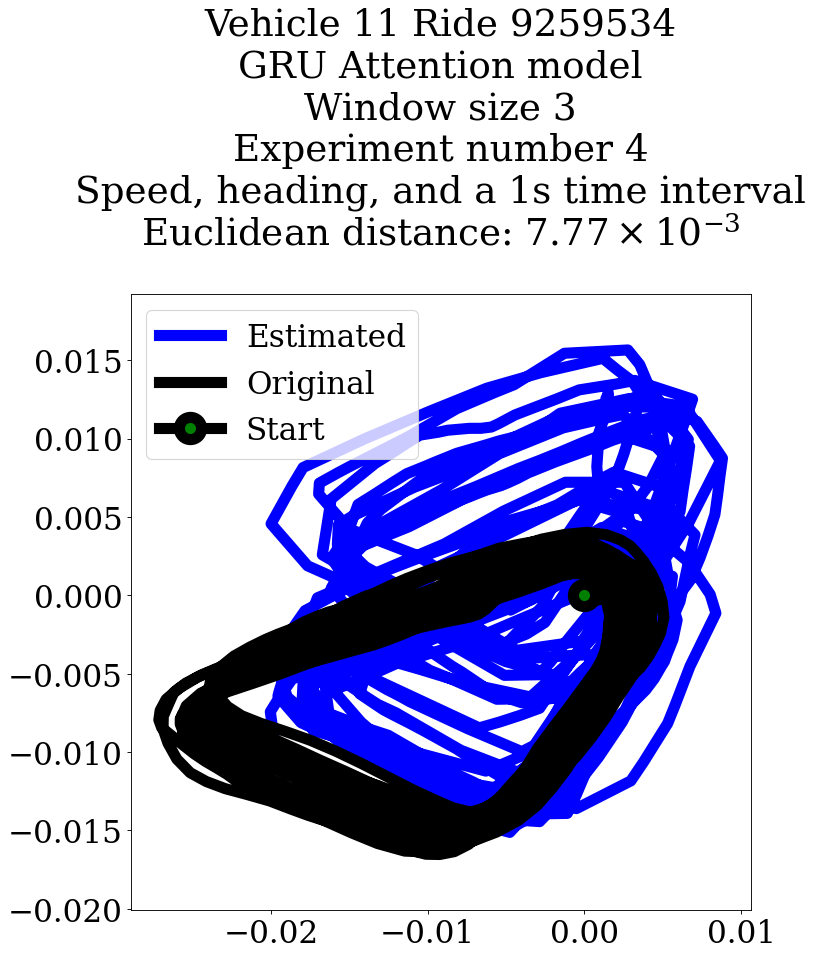 Vehicle 11 Ride 9259534
GRU Attention model
Window size 3
Experiment number 4
Speed, heading, and a 1s time interval
Euclidean distance: 7.77 × 10⁻³
Estimated
Original
Start
0.015
0.010
0.005
0.000
−0.005
−0.010
−0.015
−0.020
−0.02 −0.01 0.00 0.01